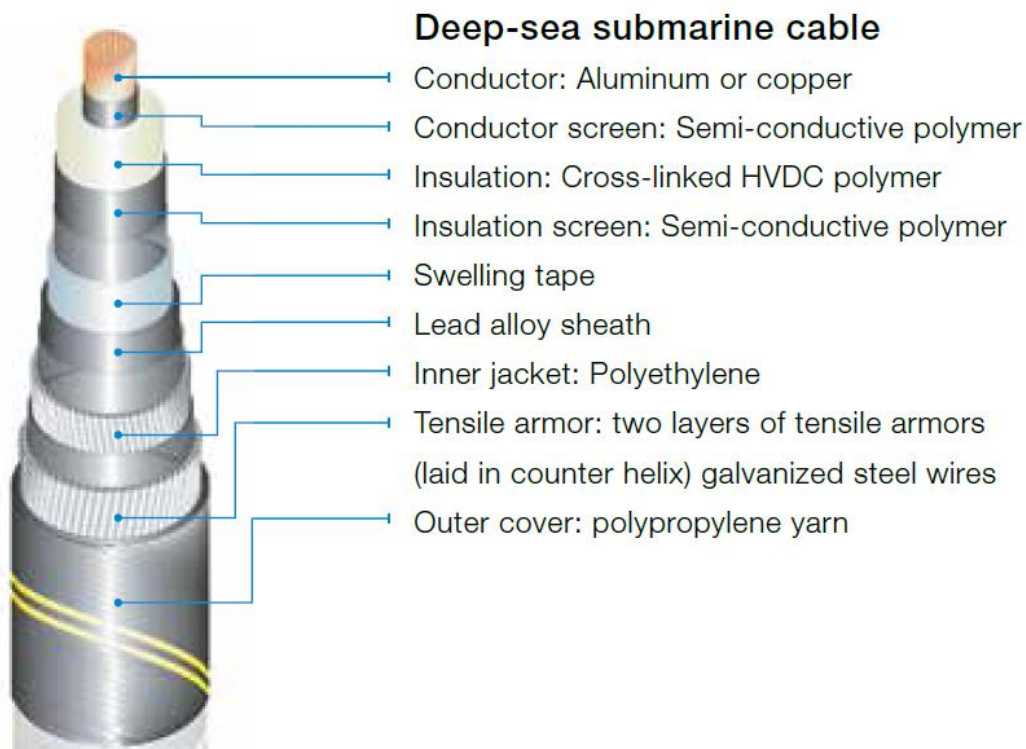 Deep-sea submarine cable
Conductor: Aluminum or copper
Conductor screen: Semi-conductive polymer
Insulation: Cross-linked HVDC polymer
Insulation screen: Semi-conductive polymer
Swelling tape
Lead alloy sheath
Inner jacket: Polyethylene
Tensile armor: two layers of tensile armors
(laid in counter helix) galvanized steel wires
Outer cover: polypropylene yarn